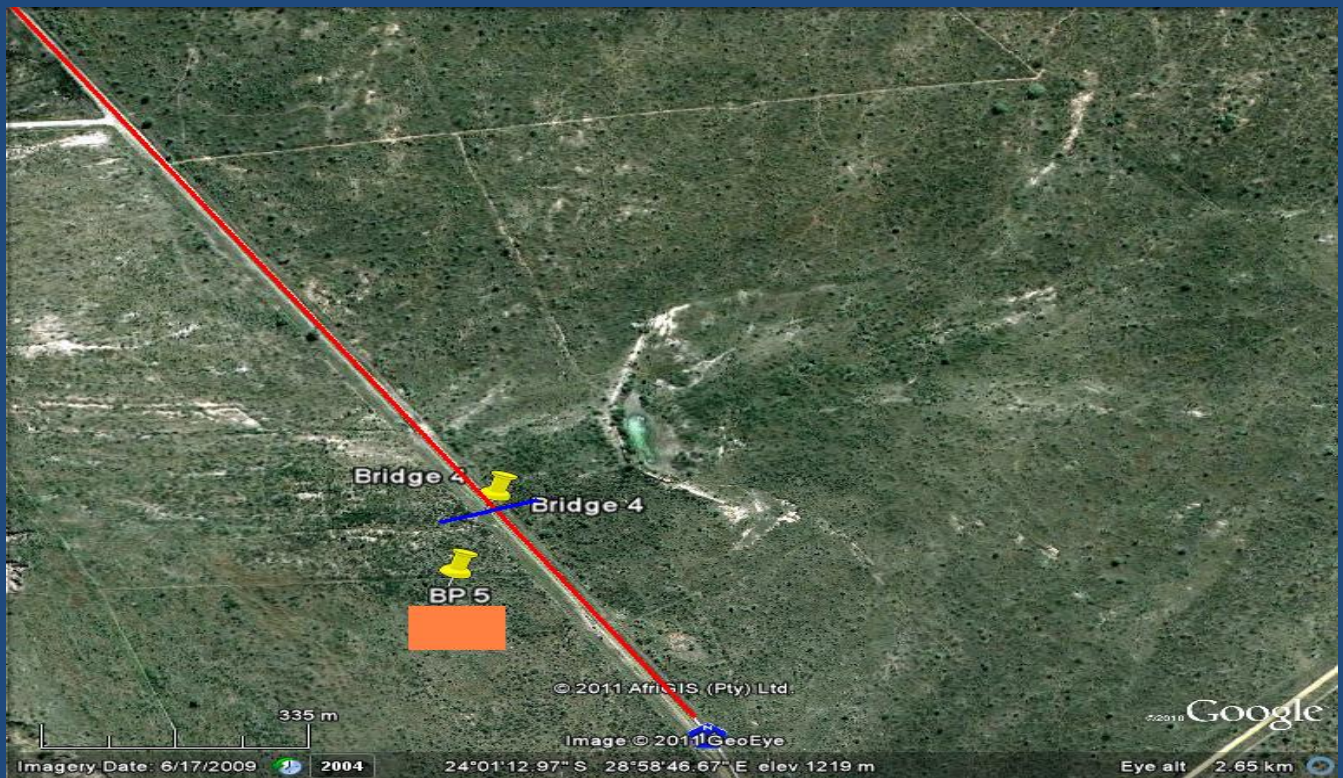 Bridge 4
Bridge 4
BP 5
© 2011 AfriGIS (Pty) Ltd.
335 m
©2010 Google
Image © 2011 GeoEye
Imagery Date: 6/17/2009 2004 24°01'12.97" S 28°58'46.67" E elev 1219 m Eye alt 2.65 km